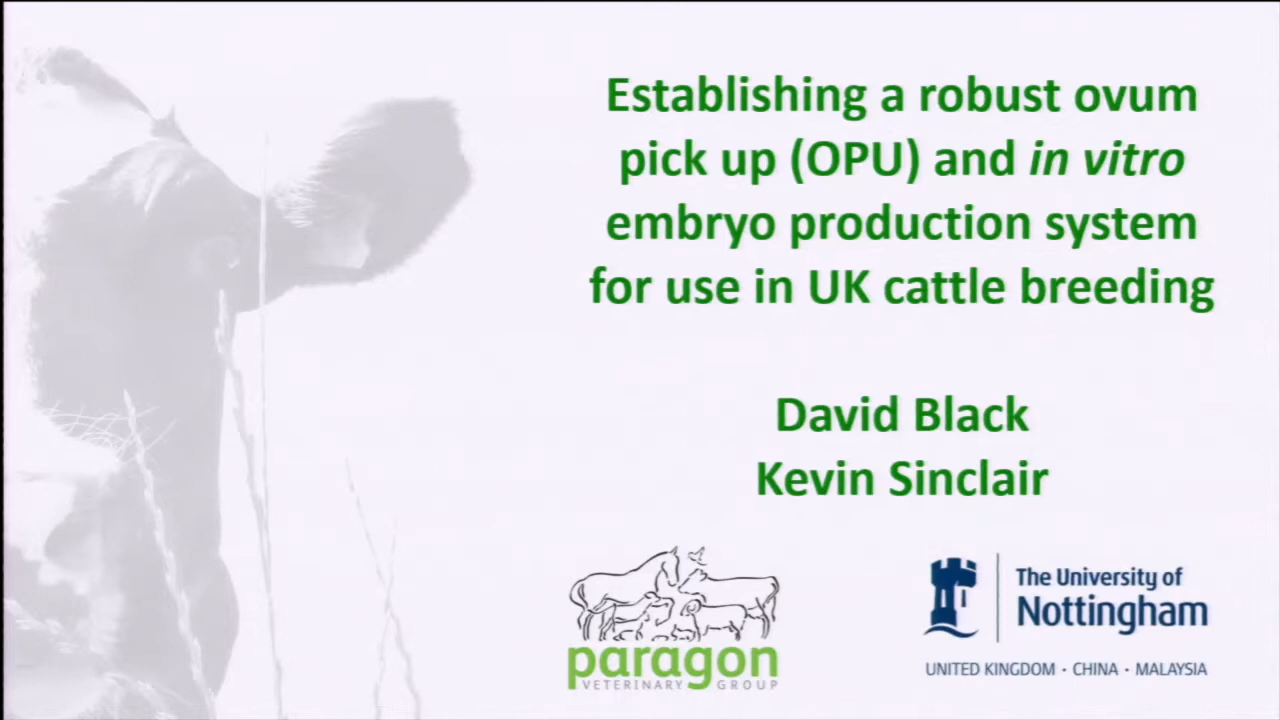 Establishing a robust ovum
pick up (OPU) and in vitro
embryo production system
for use in UK cattle breeding
David Black
Kevin Sinclair
paragon
VETERINARY GROUP
The University of
Nottingham
UNITED KINGDOM · CHINA · MALAYSIA